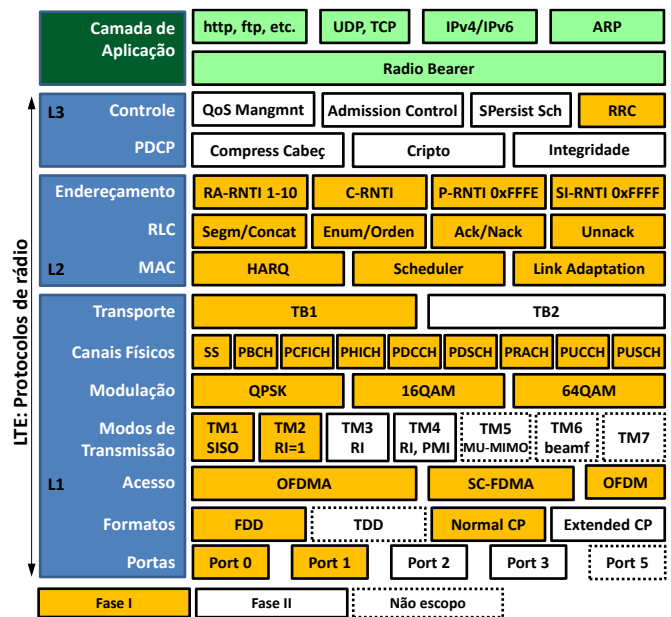 Camada de
Aplicação
http, ftp, etc.
UDP, TCP
IPv4/IPv6
ARP
Radio Bearer
LTE: Protocolos de rádio
L3
Controle
QoS Mangmnt
Admission Control
SPersist Sch
RRC
PDCP
Compress Cabeç
Cripto
Integridade
Endereçamento
RA-RNTI 1-10
C-RNTI
P-RNTI 0xFFFE
SI-RNTI 0xFFFF
RLC
Segm/Concat
Enum/Orden
Ack/Nack
Unnack
L2
MAC
HARQ
Scheduler
Link Adaptation
Transporte
TB1
TB2
Canais Físicos
SS
PBCH
PCFICH
PHICH
PDCCH
PDSCH
PRACH
PUCCH
PUSCH
Modulação
QPSK
16QAM
64QAM
Modos de
Transmissão
TM1
SISO
TM2
RI=1
TM3
RI
TM4
RI, PMI
TM5
MU-MIMO
TM6
beamf
TM7
L1
Acesso
OFDMA
SC-FDMA
OFDM
Formatos
FDD
TDD
Normal CP
Extended CP
Portas
Port 0
Port 1
Port 2
Port 3
Port 5
Fase I
Fase II
Não escopo